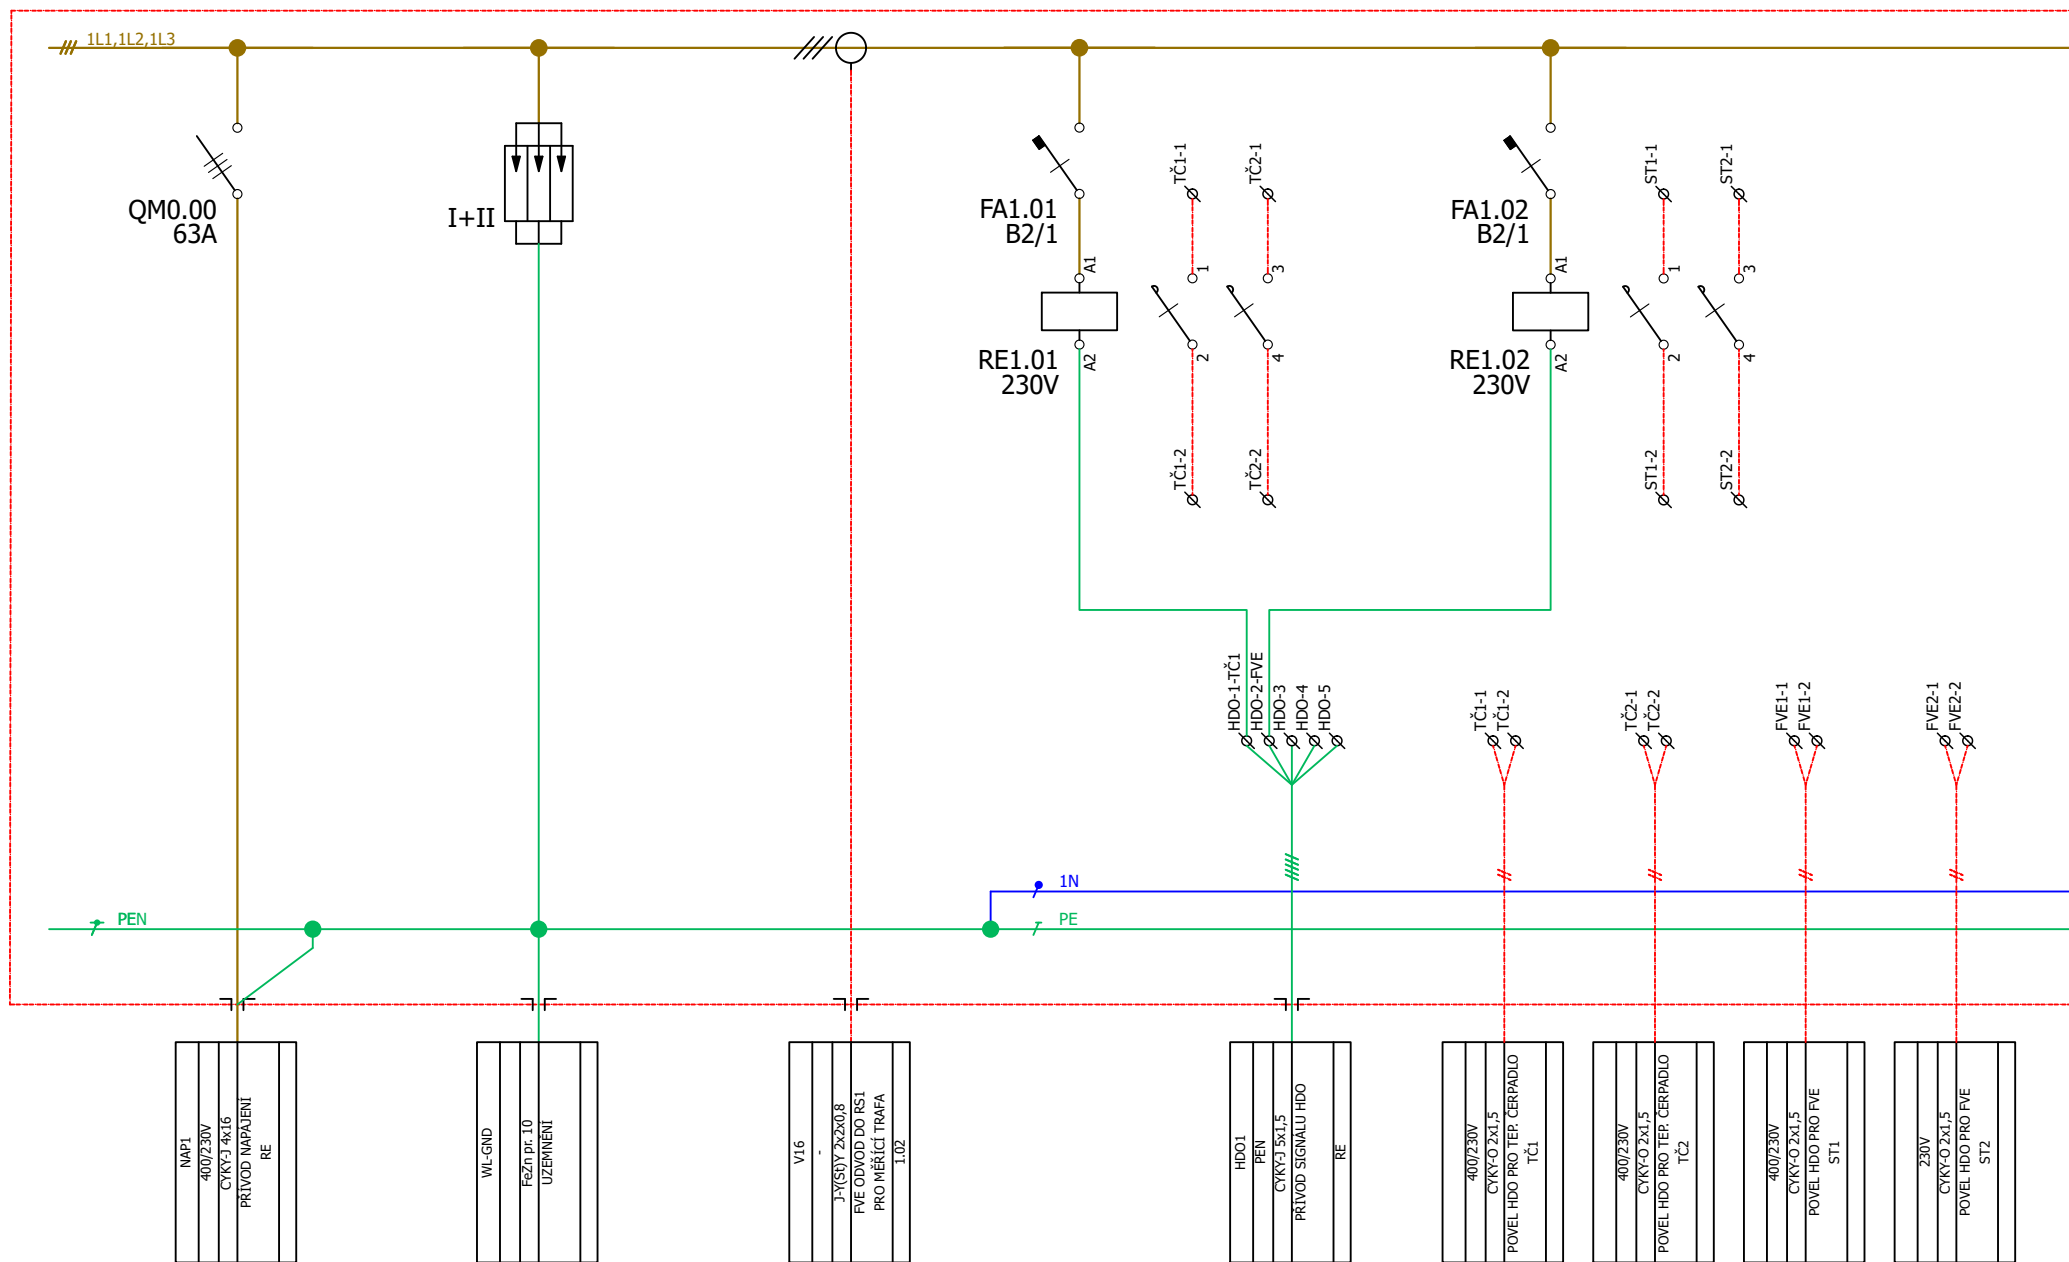 1L1,1L2,1L3
QM0.00
63A
I+II
FA1.01
B2/1
A1
RE1.01
230V
A2
TČ1-1
1
2
TČ1-2
TČ2-1
3
4
TČ2-2
FA1.02
B2/1
A1
RE1.02
230V
A2
ST1-1
1
2
ST1-2
ST2-1
3
4
ST2-2
HDO-1-TČ1
HDO-2-FVE
HDO-3
HDO-4
HDO-5
TČ1-1
TČ1-2
TČ2-1
TČ2-2
FVE1-1
FVE1-2
FVE2-1
FVE2-2
1N
PEN
PE
NAP1
400/230V
CYKY-J 4x16
PŘÍVOD NAPÁJENÍ
RE
WL-GND
FeZn pr. 10
UZEMNĚNÍ
V16
-
J-Y(St)Y 2x2x0,8
FVE ODVOD DO RS1
PRO MĚŘÍCÍ TRAFA
1.02
HDO1
PEN
CYKY-J 5x1,5
PŘÍVOD SIGNÁLU HDO
RE
400/230V
CYKY-O 2x1,5
POVEL HDO PRO TEP. ČERPADLO
TČ1
400/230V
CYKY-O 2x1,5
POVEL HDO PRO TEP. ČERPADLO
TČ2
400/230V
CYKY-O 2x1,5
POVEL HDO PRO FVE
ST1
230V
CYKY-O 2x1,5
POVEL HDO PRO FVE
ST2